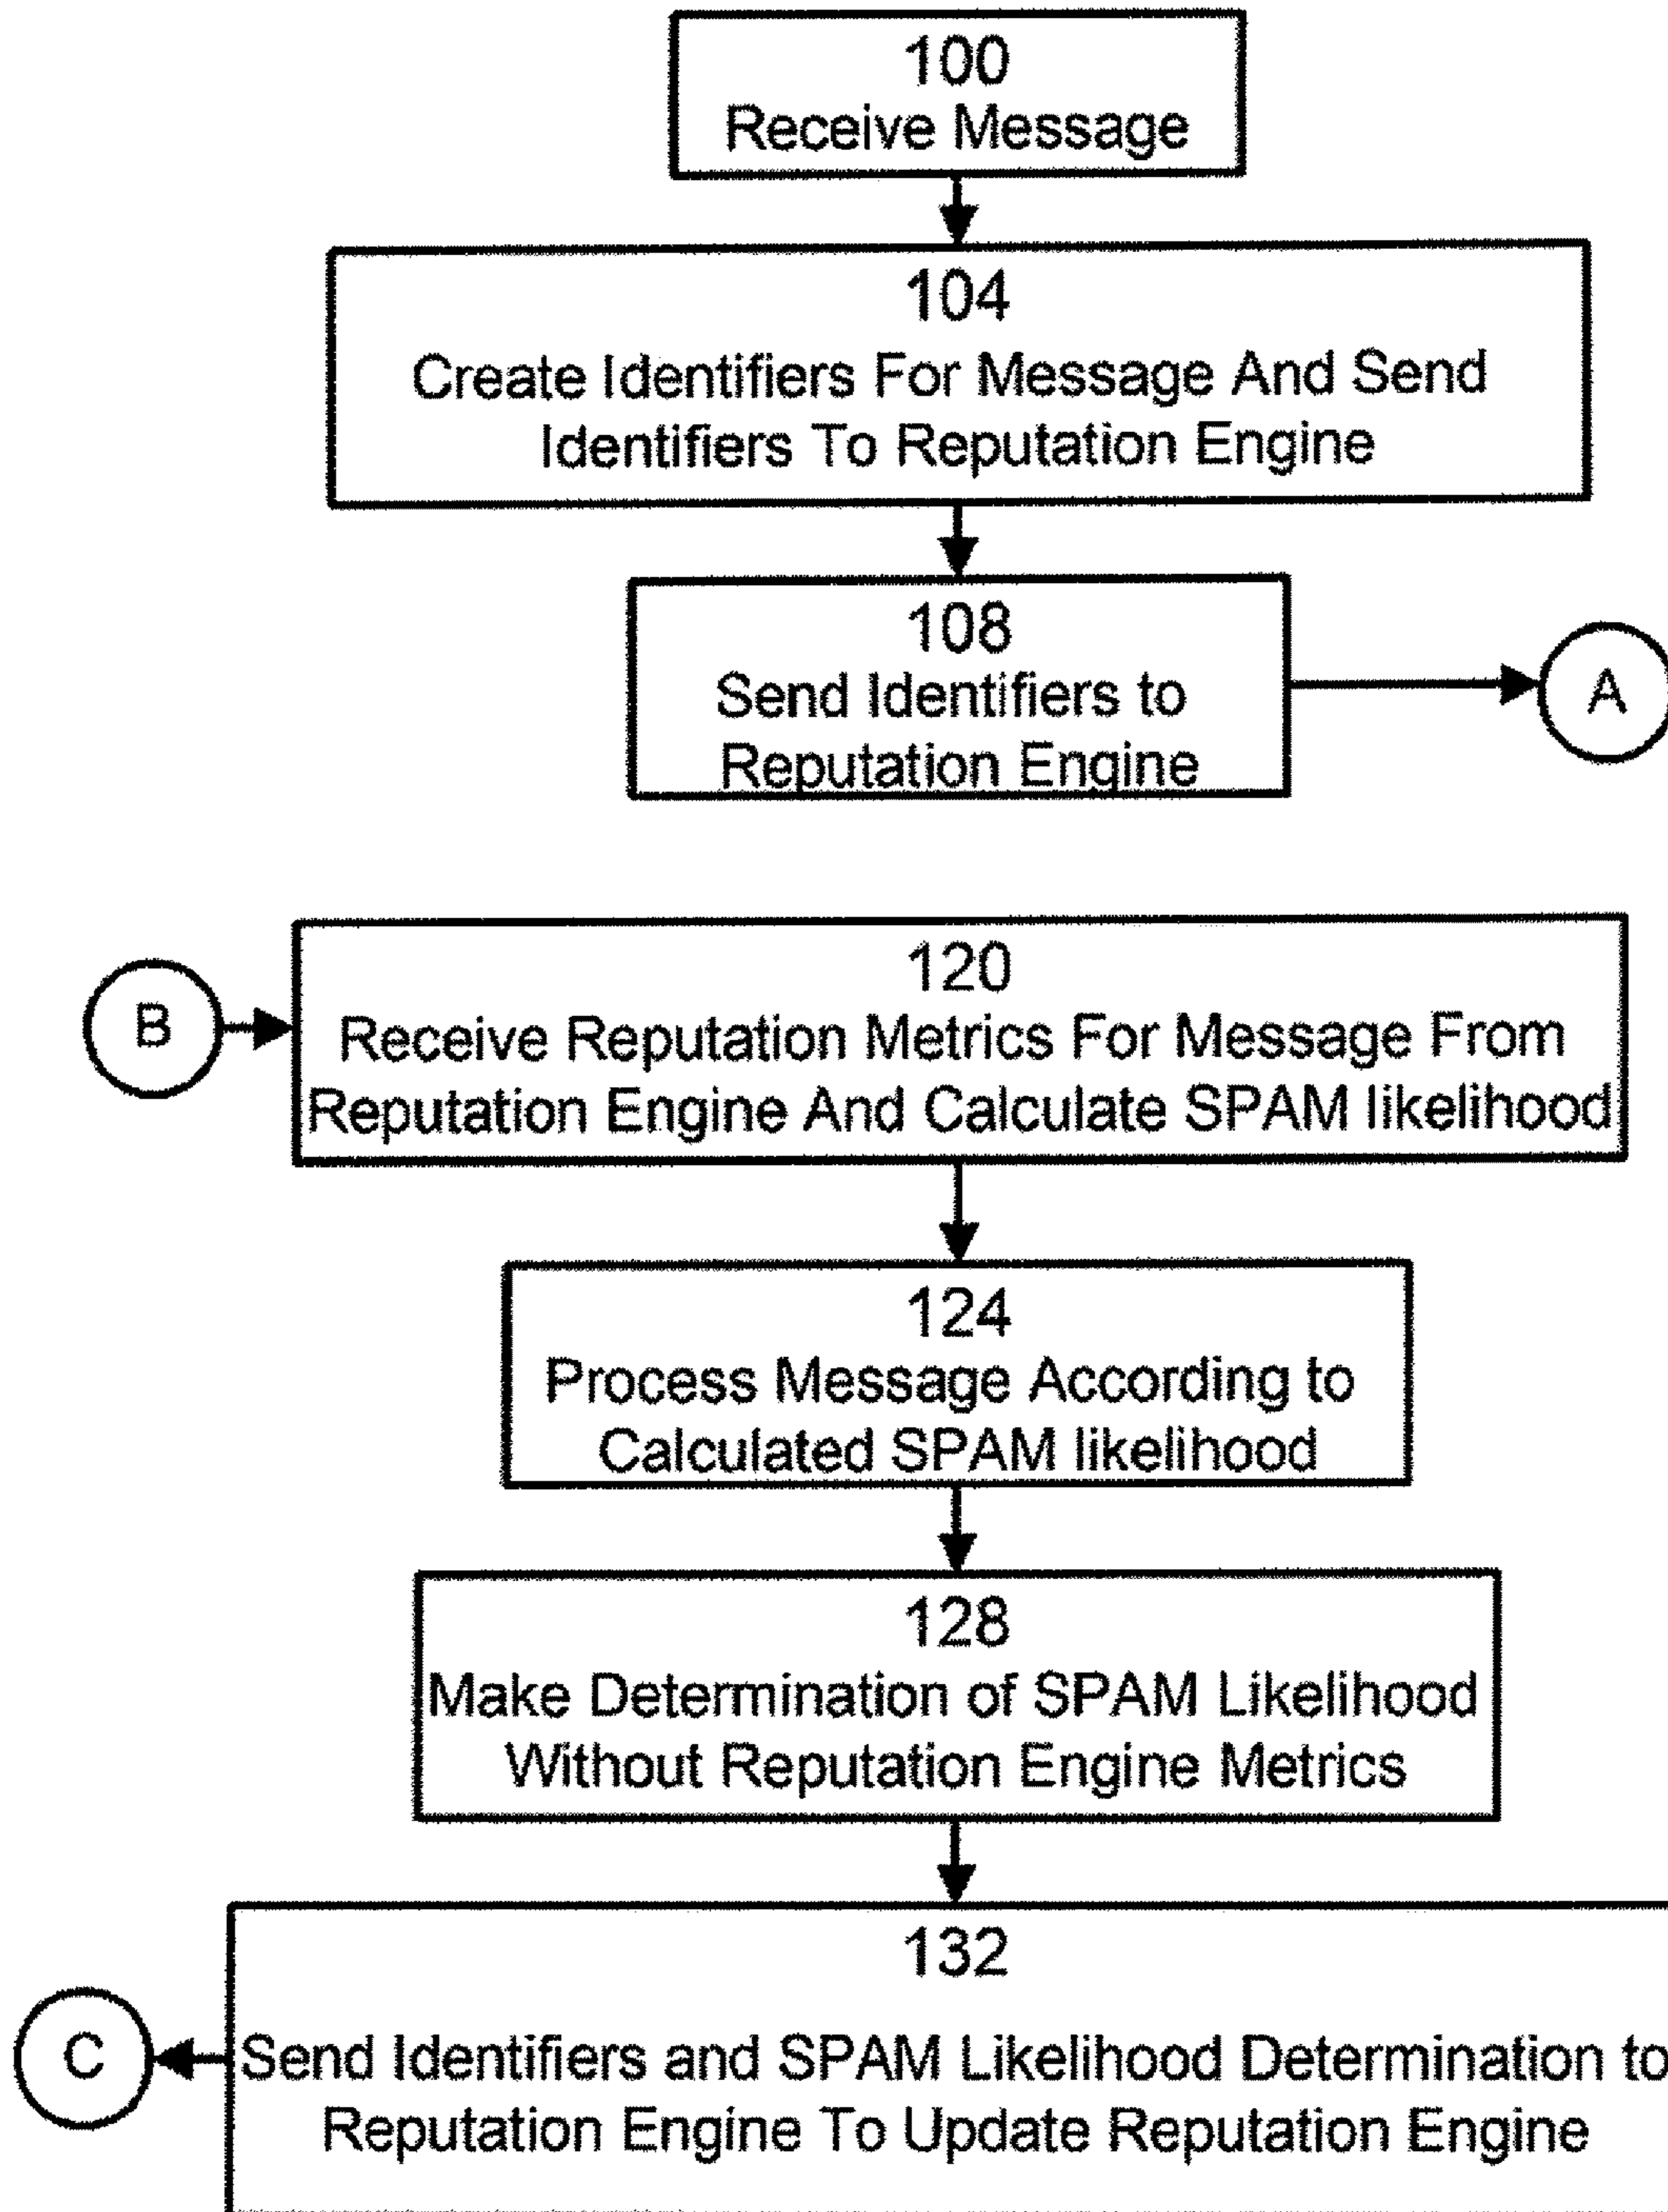 100
Receive Message
104
Create Identifiers For Message And Send
Identifiers To Reputation Engine
108
Send Identifiers to
Reputation Engine
A
B
120
Receive Reputation Metrics For Message From
Reputation Engine And Calculate SPAM likelihood
124
Process Message According to
Calculated SPAM likelihood
128
Make Determination of SPAM Likelihood
Without Reputation Engine Metrics
132
C
Send Identifiers and SPAM Likelihood Determination to
Reputation Engine To Update Reputation Engine